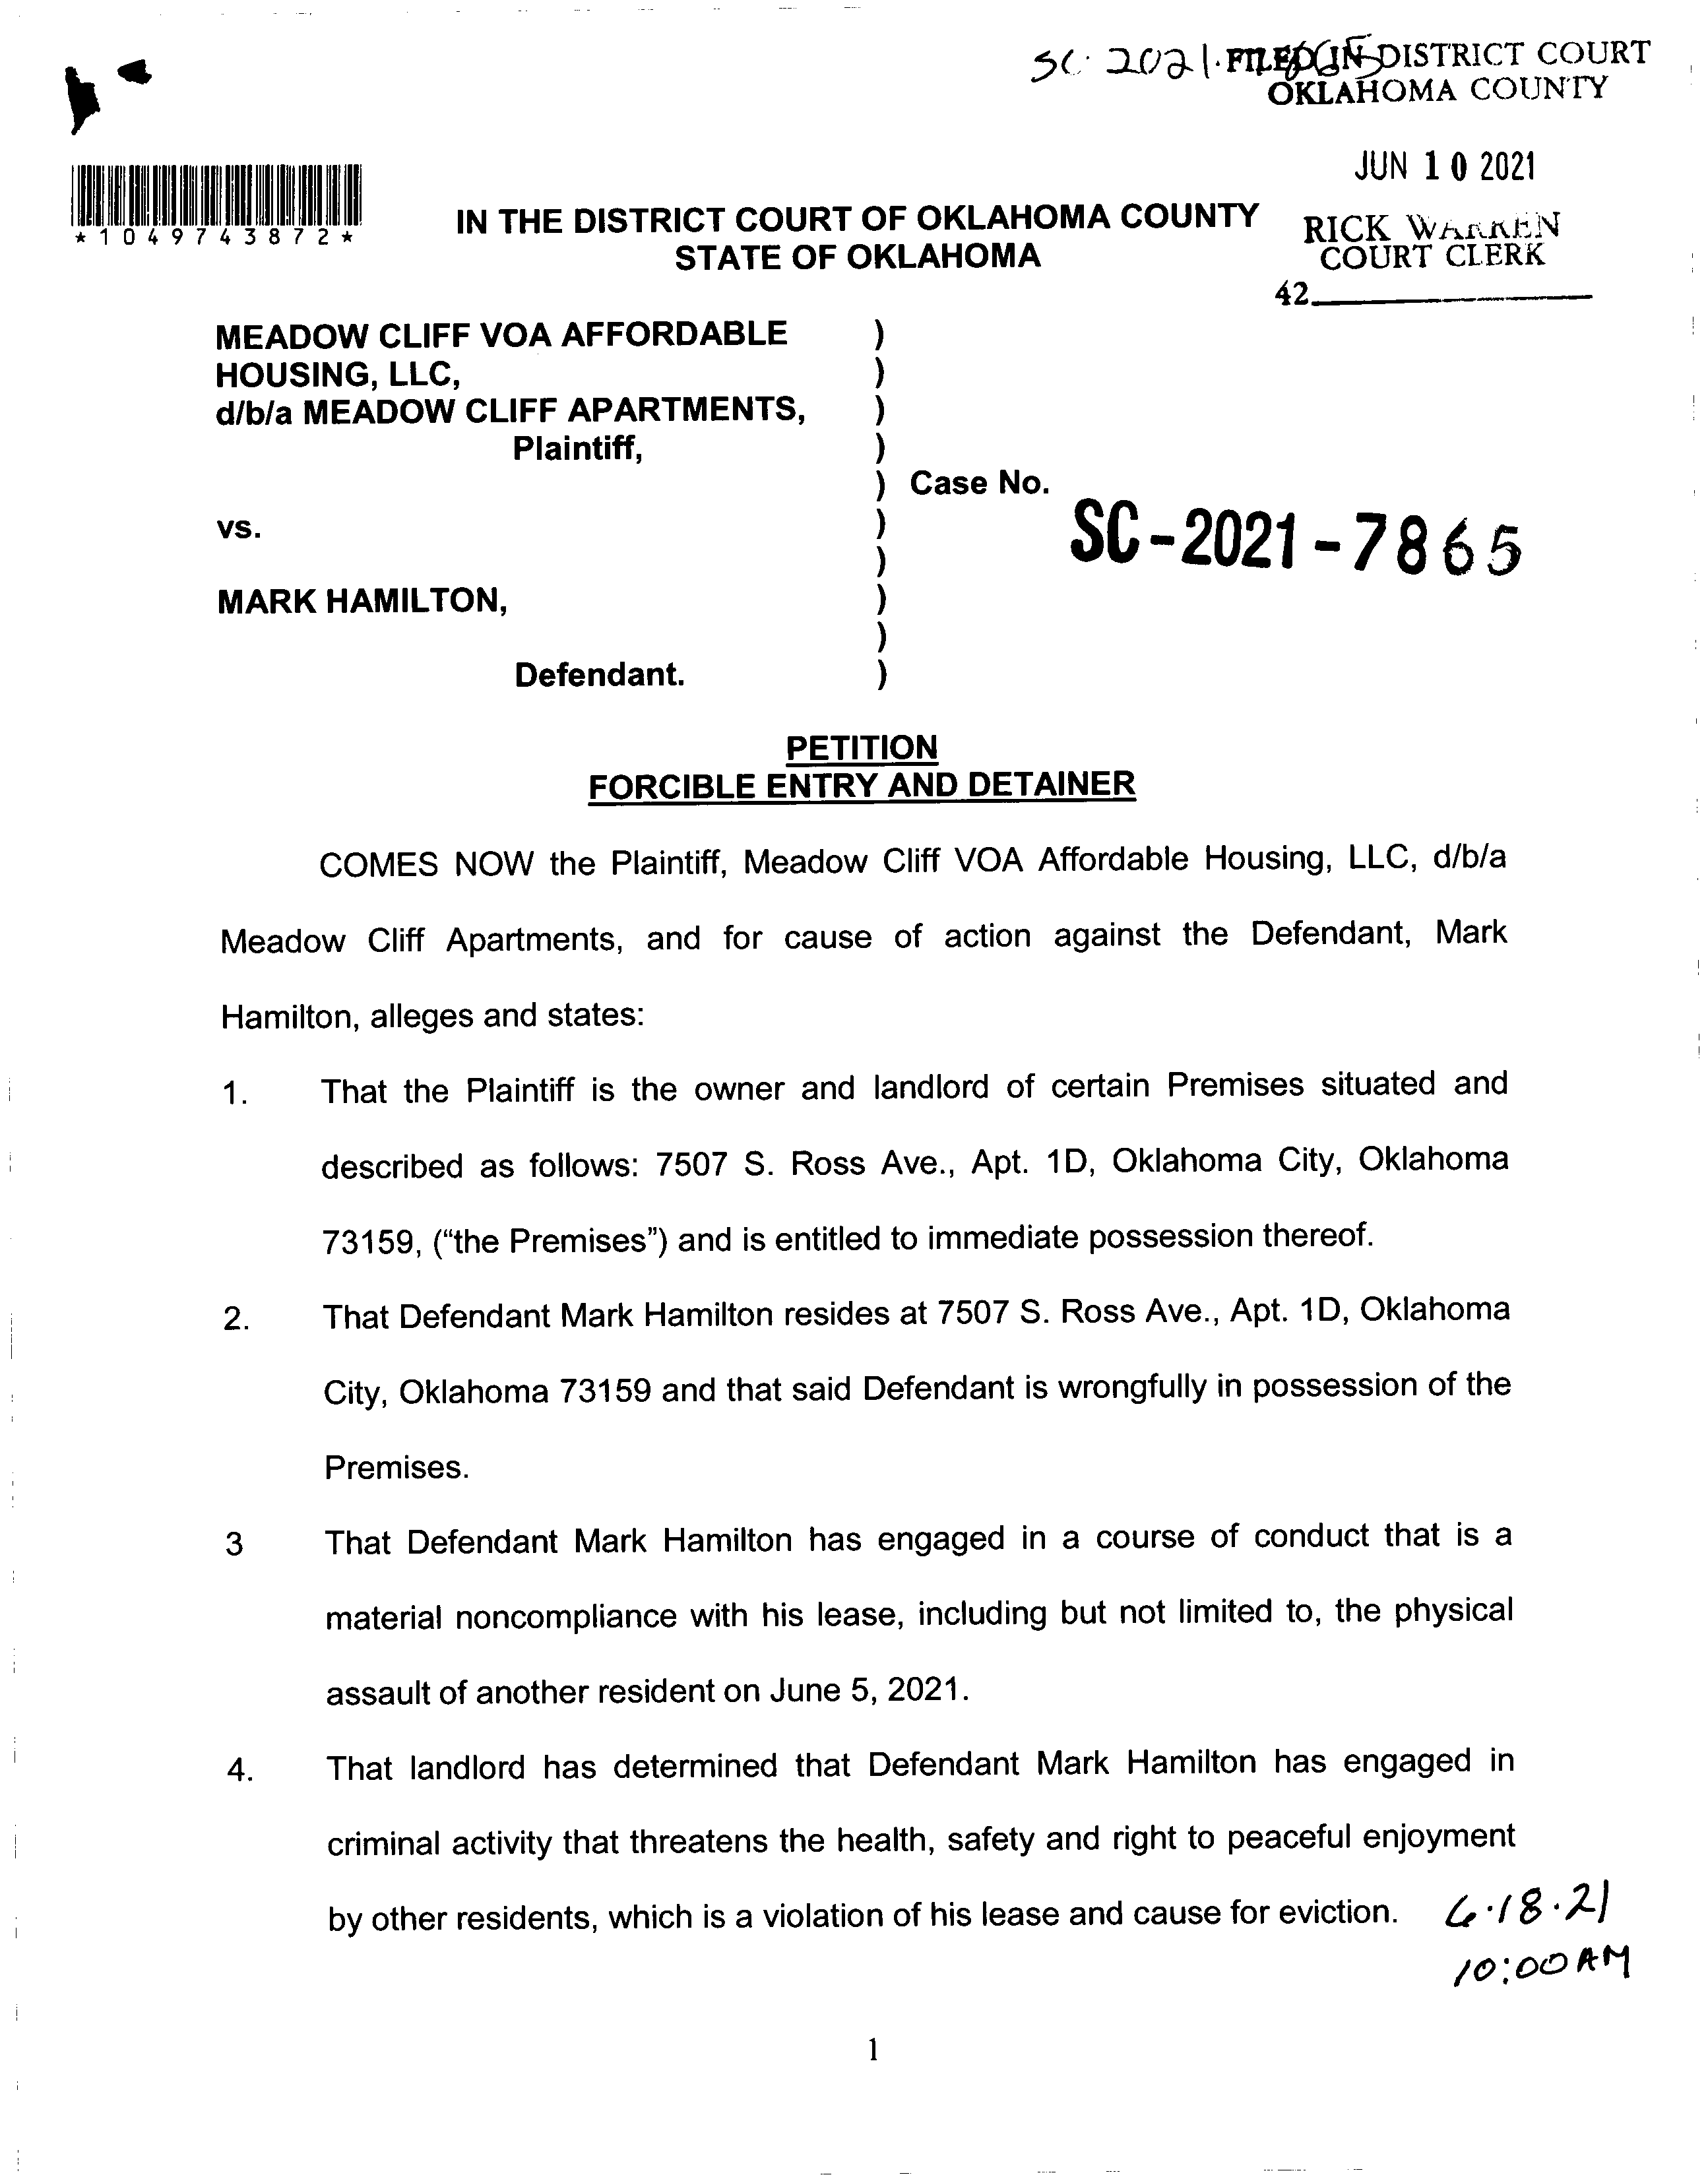 SC. 2021. FILED IN DISTRICT COURT
OKLAHOMA COUNTY
JUN 10 2021
*1049743872*
IN THE DISTRICT COURT OF OKLAHOMA COUNTY
STATE OF OKLAHOMA
RICK WARREN
COURT CLERK
42
MEADOW CLIFF VOA AFFORDABLE )
HOUSING, LLC, )
d/b/a MEADOW CLIFF APARTMENTS, )
Plaintiff, )
) Case No.
vs. )
SC-2021-7865
)
MARK HAMILTON, )
)
Defendant. )
PETITION
FORCIBLE ENTRY AND DETAINER
COMES NOW the Plaintiff, Meadow Cliff VOA Affordable Housing, LLC, d/b/a
Meadow Cliff Apartments, and for cause of action against the Defendant, Mark
Hamilton, alleges and states:
1. That the Plaintiff is the owner and landlord of certain Premises situated and
described as follows: 7507 S. Ross Ave., Apt. 1D, Oklahoma City, Oklahoma
73159, (“the Premises”) and is entitled to immediate possession thereof.
2. That Defendant Mark Hamilton resides at 7507 S. Ross Ave., Apt. 1D, Oklahoma
City, Oklahoma 73159 and that said Defendant is wrongfully in possession of the
Premises.
3 That Defendant Mark Hamilton has engaged in a course of conduct that is a
material noncompliance with his lease, including but not limited to, the physical
assault of another resident on June 5, 2021.
4. That landlord has determined that Defendant Mark Hamilton has engaged in
criminal activity that threatens the health, safety and right to peaceful enjoyment
by other residents, which is a violation of his lease and cause for eviction.
6·18·21
10:00 AM
1